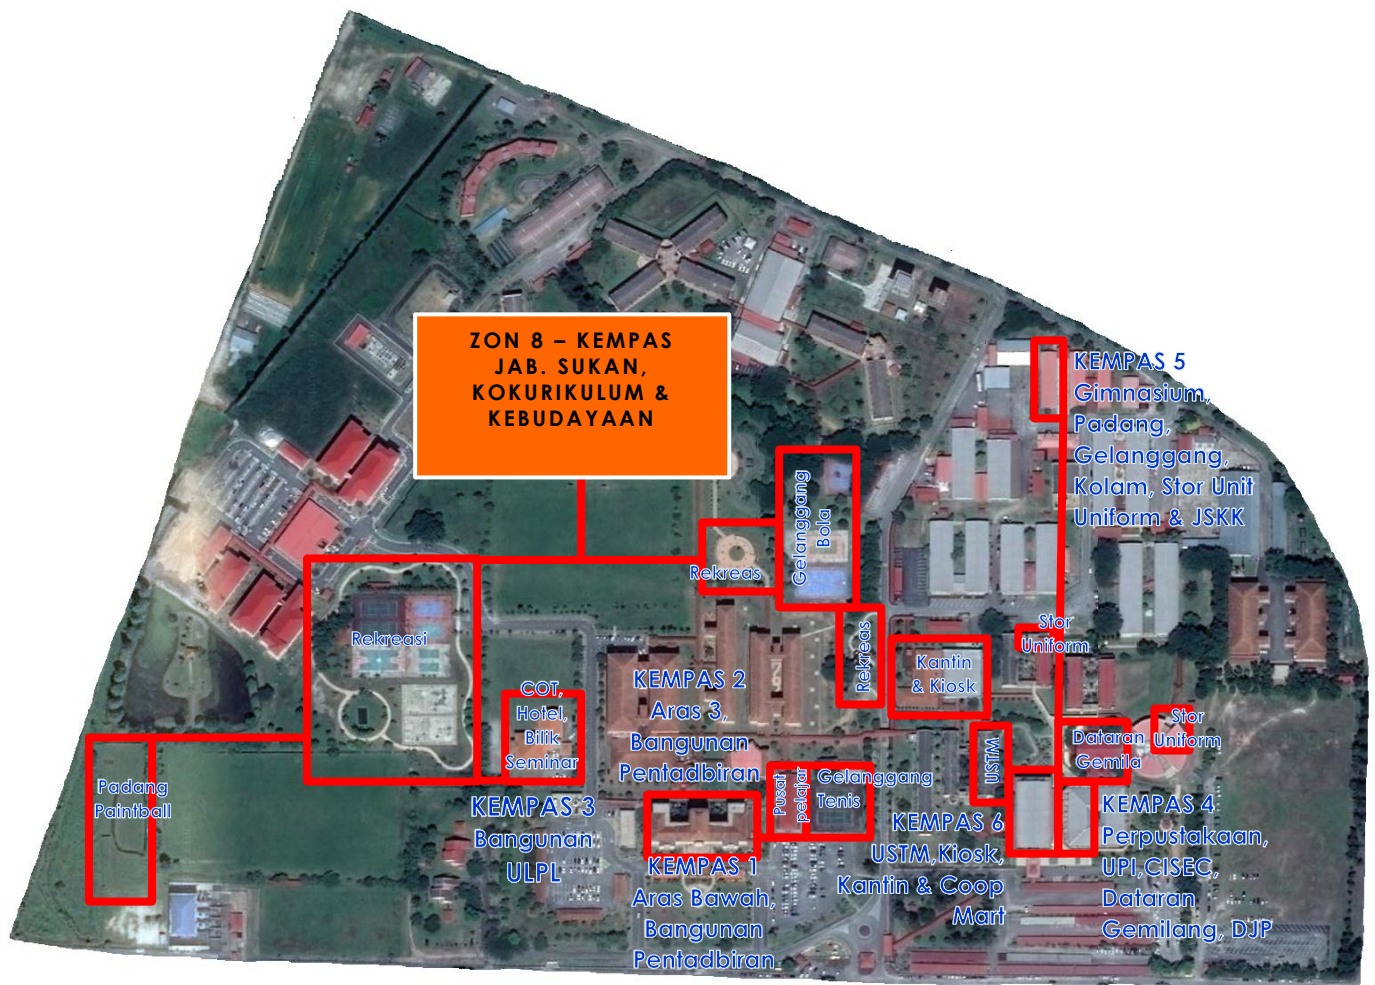 ZON 8 – KEMPAS
JAB. SUKAN,
KOKURIKULUM &
KEBUDAYAAN
KEMPAS 5
Gimnasium,
Padang,
Gelanggang,
Kolam, Stor Unit
Uniform & JSKK
Gelanggang
Bola
Rekreas
Rekreasi
Rekreas
Stor
Uniform
Kantin
& Kiosk
KEMPAS 2
Aras 3,
Bangunan
Pentadbiran
COT,
Hotel,
Bilik
Seminar
Stor
Uniform
Dataran
Gemila
USTM
Padang
Paintball
Pusat
pelajar
Gelanggang
Tenis
KEMPAS 3
Bangunan
ULPL
KEMPAS 6
USTM,Kiosk,
Kantin & Coop
Mart
KEMPAS 4
Perpustakaan,
UPI,CISEC,
Dataran
Gemilang, DJP
KEMPAS 1
Aras Bawah,
Bangunan
Pentadbiran